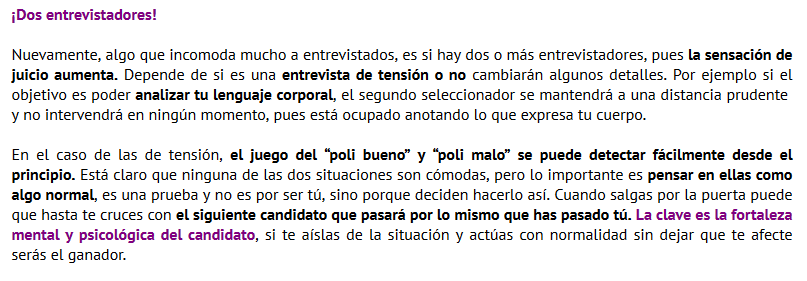 ¡Dos entrevistadores!
Nuevamente, algo que incomoda mucho a entrevistados, es si hay dos o más entrevistadores, pues la sensación de
juicio aumenta. Depende de si es una entrevista de tensión o no cambiarán algunos detalles. Por ejemplo si el
objetivo es poder analizar tu lenguaje corporal, el segundo seleccionador se mantendrá a una distancia prudente
y no intervendrá en ningún momento, pues está ocupado anotando lo que expresa tu cuerpo.
En el caso de las de tensión, el juego del “poli bueno” y “poli malo” se puede detectar fácilmente desde el
principio. Está claro que ninguna de las dos situaciones son cómodas, pero lo importante es pensar en ellas como
algo normal, es una prueba y no es por ser tú, sino porque deciden hacerlo así. Cuando salgas por la puerta puede
que hasta te cruces con el siguiente candidato que pasará por lo mismo que has pasado tú. La clave es la fortaleza
mental y psicológica del candidato, si te aíslas de la situación y actúas con normalidad sin dejar que te afecte
serás el ganador.